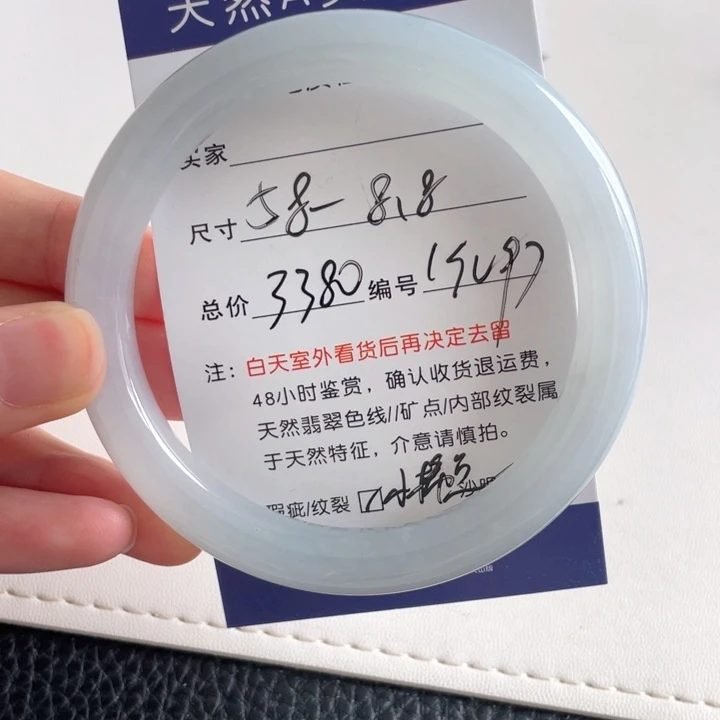 天然A
买家
尺寸 58-8.8
总价 3380 编号
注：白天室外看货后再决定去留
48小时鉴赏，确认收货退运费，
天然翡翠色线//矿点/内部纹裂属
于天然特征，介意请慎拍。
瑕疵/纹裂